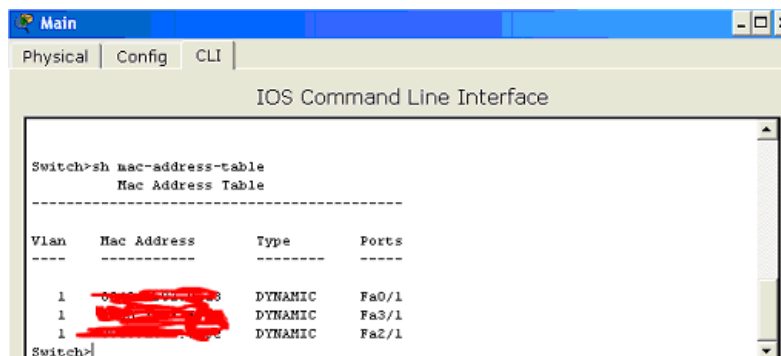 Main
Physical Config CLI
IOS Command Line Interface
Switch>sh mac-address-table
Mac Address Table
-------------------------------------------
Vlan Mac Address Type Ports
---- ----------- -------- -----
1 DYNAMIC Fa0/1
1 DYNAMIC Fa3/1
1 DYNAMIC Fa2/1
Switch>